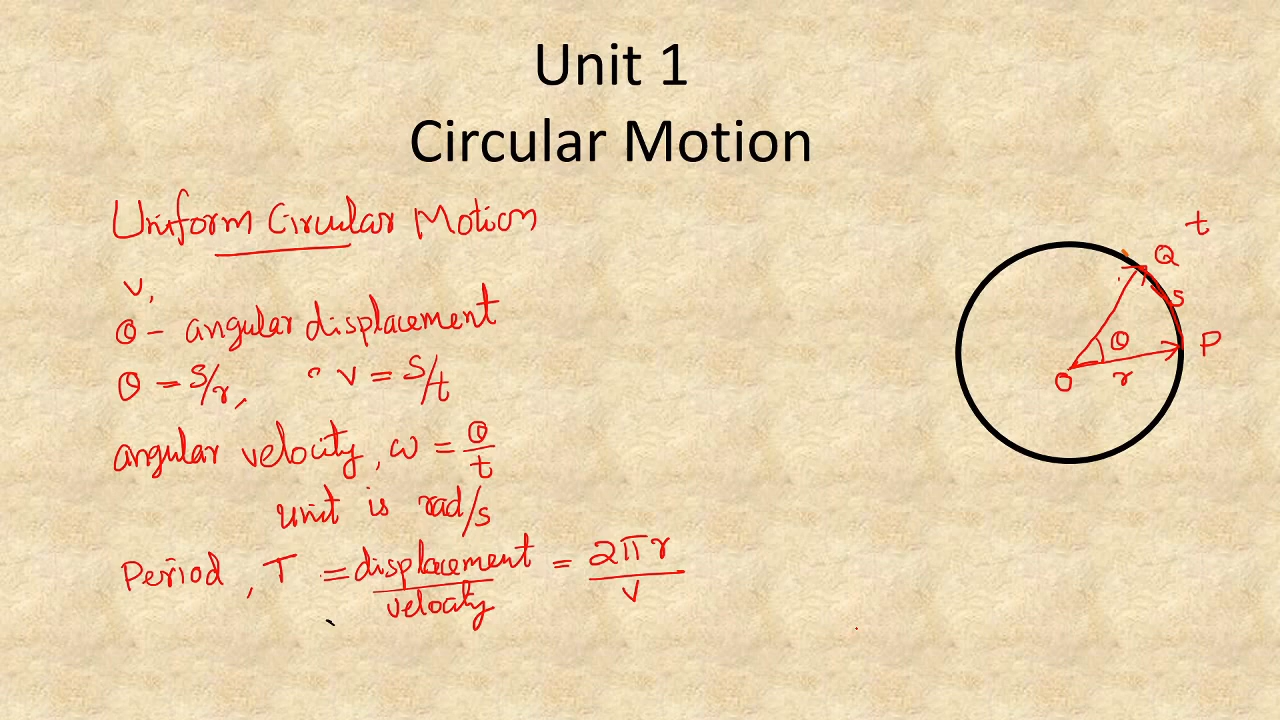 Unit 1
Circular Motion
Uniform Circular Motion
v,
θ - angular displacement
θ = s/r, v = s/t
angular velocity, ω = θ/t
unit is rad/s
Period, T = displacement/velocity = 2πr/v
t
Q
s
θ
P
O
r